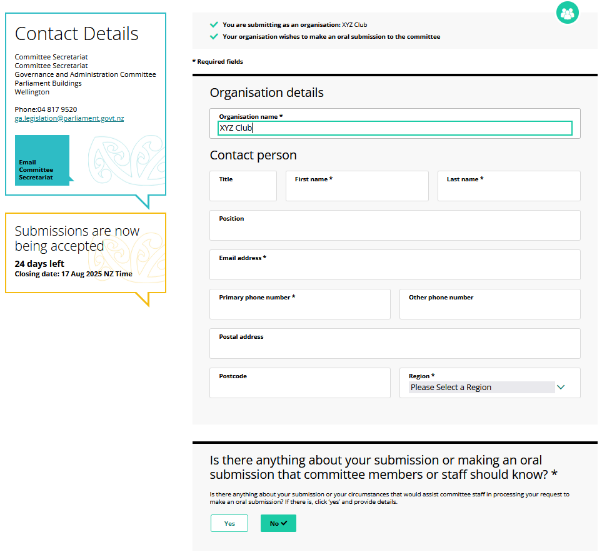 Contact Details
Committee Secretariat
Committee Secretariat
Governance and Administration Committee
Parliament Buildings
Wellington
Phone:04 817 9520
ga.legislation@parliament.govt.nz
Email
Committee
Secretariat
Submissions are now
being accepted
24 days left
Closing date: 17 Aug 2025 NZ Time
You are submitting as an organisation: XYZ Club
Your organisation wishes to make an oral submission to the committee
* Required fields
Organisation details
Organisation name *
XYZ Club
Contact person
Title
First name *
Last name *
Position
Email address *
Primary phone number *
Other phone number
Postal address
Postcode
Region *
Please Select a Region
Is there anything about your submission or making an oral
submission that committee members or staff should know? *
Is there anything about your submission or your circumstances that would assist committee staff in processing your request to
make an oral submission? If there is, click 'yes' and provide details.
Yes
No